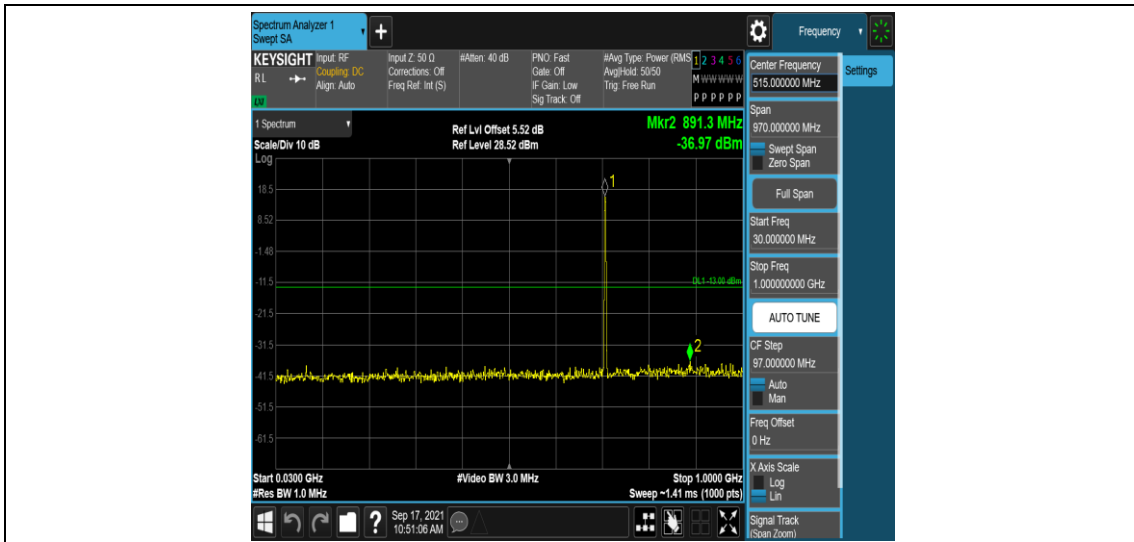 Spectrum Analyzer 1
Swept SA
+
Frequency
KEYSIGHT
RL
LXI
Input: RF
Coupling: DC
Align: Auto
Input Z: 50 Ω
Corrections: Off
Freq Ref: Int (S)
#Atten: 40 dB
PNO: Fast
Gate: Off
IF Gain: Low
Sig Track: Off
#Avg Type: Power (RMS
Avg|Hold: 50/50
Trig: Free Run
1 2 3 4 5 6
M W W W W W
P P P P P P
1 Spectrum
Scale/Div 10 dB
Log
Ref Lvl Offset 5.52 dB
Ref Level 28.52 dBm
Mkr2 891.3 MHz
-36.97 dBm
1
18.5
8.52
-1.48
-11.5
DL1 -13.00 dBm
-21.5
-31.5
2
-41.5
-51.5
-61.5
Start 0.0300 GHz
#Res BW 1.0 MHz
#Video BW 3.0 MHz
Stop 1.0000 GHz
Sweep ~1.41 ms (1000 pts)
?
Sep 17, 2021
10:51:06 AM
Center Frequency
515.000000 MHz
Settings
Span
970.000000 MHz
Swept Span
Zero Span
Full Span
Start Freq
30.000000 MHz
Stop Freq
1.000000000 GHz
AUTO TUNE
CF Step
97.000000 MHz
Auto
Man
Freq Offset
0 Hz
X Axis Scale
Log
Lin
Signal Track
(Span Zoom)